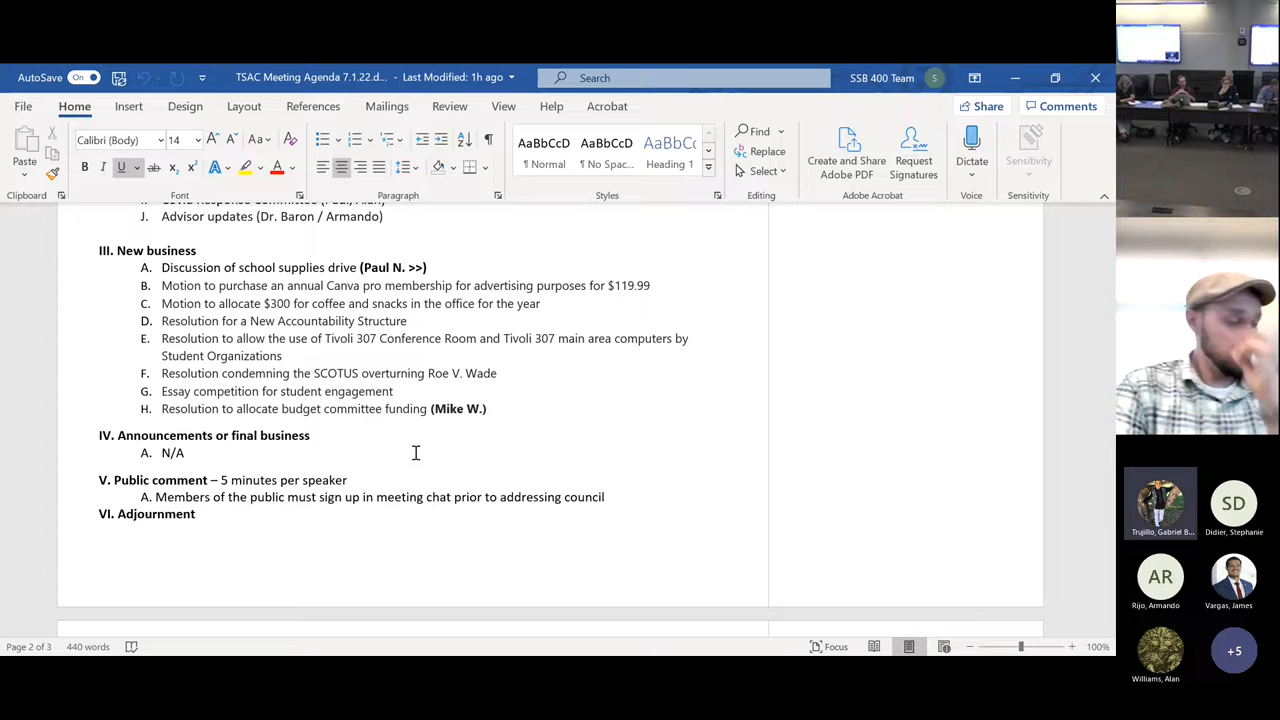 AutoSave On TSAC Meeting Agenda 7.1.22.d... - Last Modified: 1h ago Search SSB 400 Team S
File Home Insert Design Layout References Mailings Review View Help Acrobat Share Comments
Paste Calibri (Body) 14 A A Aa A AaBbCcD AaBbCcD AaBbCc Find Replace Select Create and Share Adobe PDF Request Signatures Dictate Sensitivity
B I U ab x₂ x² A A ¶ Normal ¶ No Spac... Heading 1
Clipboard Font Paragraph Styles Editing Adobe Acrobat Voice Sensitivity
J. Advisor updates (Dr. Baron / Armando)
III. New business
A. Discussion of school supplies drive (Paul N. >>)
B. Motion to purchase an annual Canva pro membership for advertising purposes for $119.99
C. Motion to allocate $300 for coffee and snacks in the office for the year
D. Resolution for a New Accountability Structure
E. Resolution to allow the use of Tivoli 307 Conference Room and Tivoli 307 main area computers by
Student Organizations
F. Resolution condemning the SCOTUS overturning Roe V. Wade
G. Essay competition for student engagement
H. Resolution to allocate budget committee funding (Mike W.)
IV. Announcements or final business
A. N/A
V. Public comment – 5 minutes per speaker
A. Members of the public must sign up in meeting chat prior to addressing council
VI. Adjournment
Page 2 of 3 440 words Focus 100%
Trujillo, Gabriel B...
SD
Didier, Stephanie
AR
Rijo, Armando
Vargas, James
Williams, Alan
+5